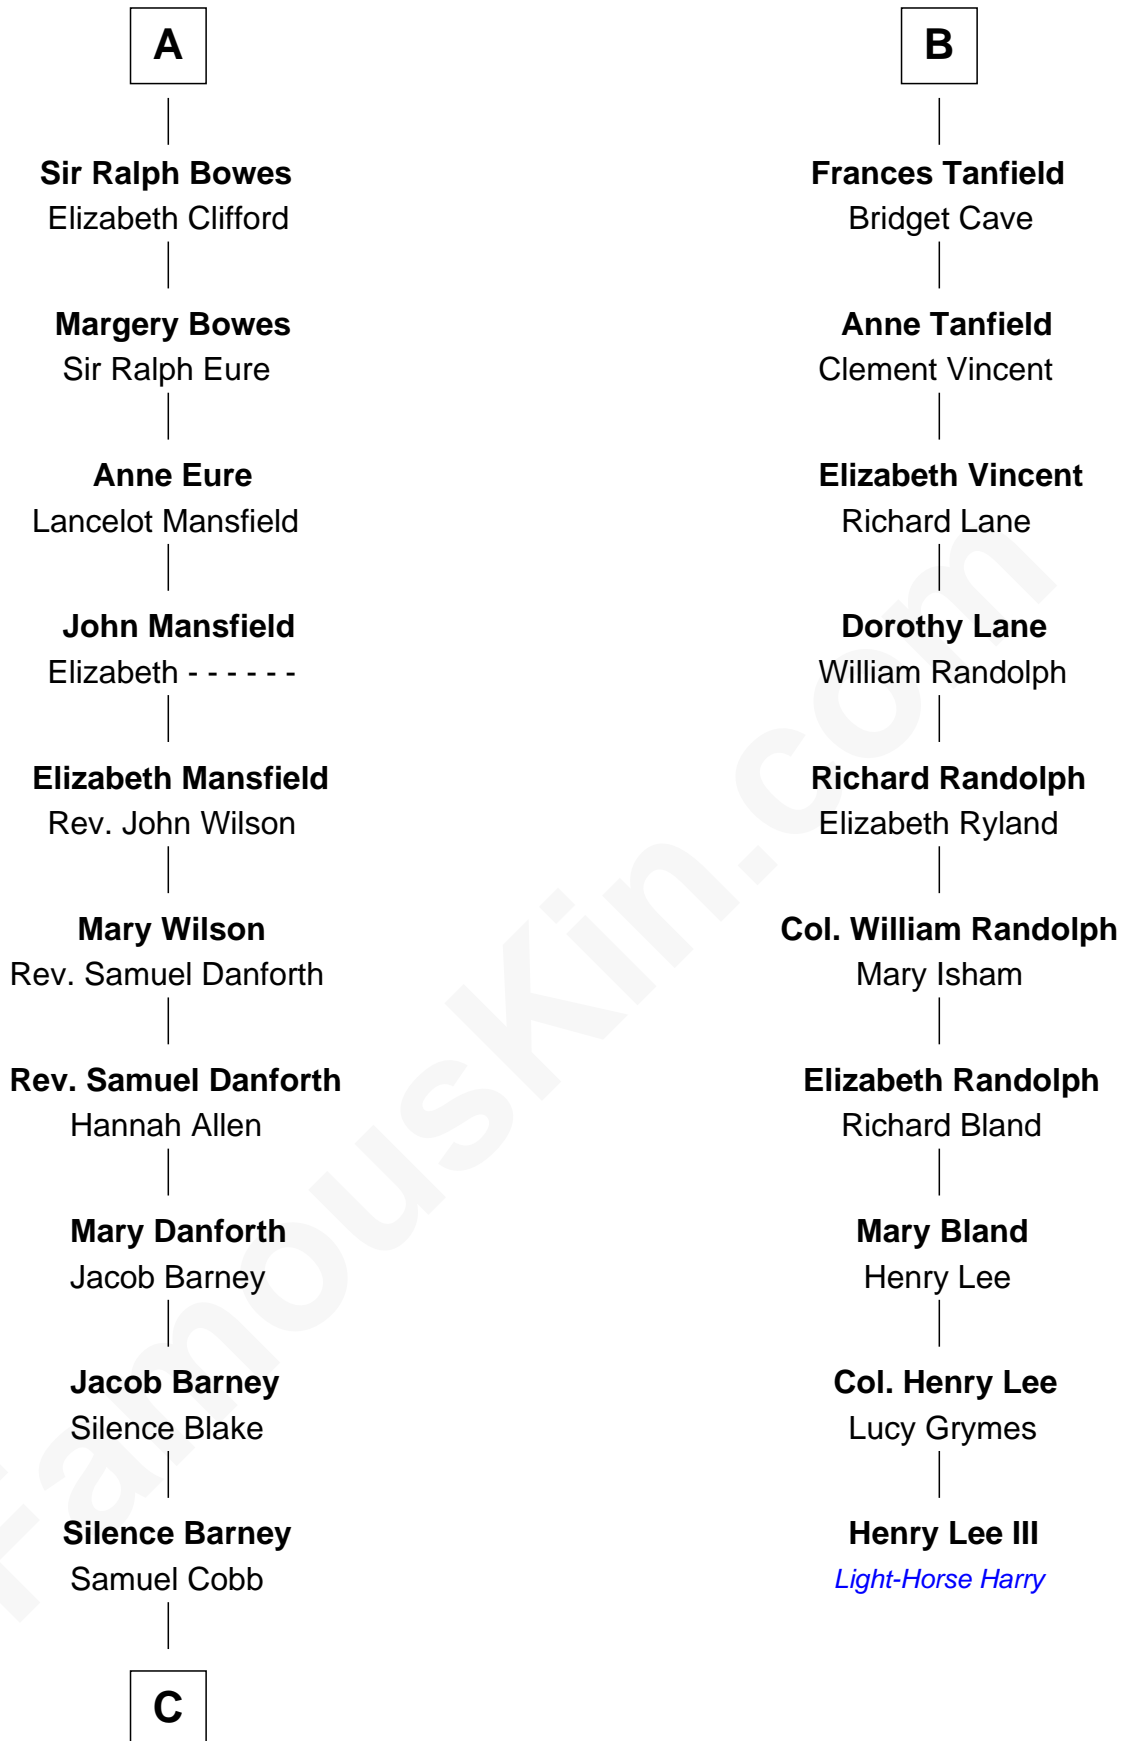 A
Sir Ralph Bowes
Elizabeth Clifford
Margery Bowes
Sir Ralph Eure
Anne Eure
Lancelot Mansfield
John Mansfield
Elizabeth - - - - - -
Elizabeth Mansfield
Rev. John Wilson
Mary Wilson
Rev. Samuel Danforth
Rev. Samuel Danforth
Hannah Allen
Mary Danforth
Jacob Barney
Jacob Barney
Silence Blake
Silence Barney
Samuel Cobb
C
B
Frances Tanfield
Bridget Cave
Anne Tanfield
Clement Vincent
Elizabeth Vincent
Richard Lane
Dorothy Lane
William Randolph
Richard Randolph
Elizabeth Ryland
Col. William Randolph
Mary Isham
Elizabeth Randolph
Richard Bland
Mary Bland
Henry Lee
Col. Henry Lee
Lucy Grymes
Henry Lee III
Light-Horse Harry
FamousKin.com